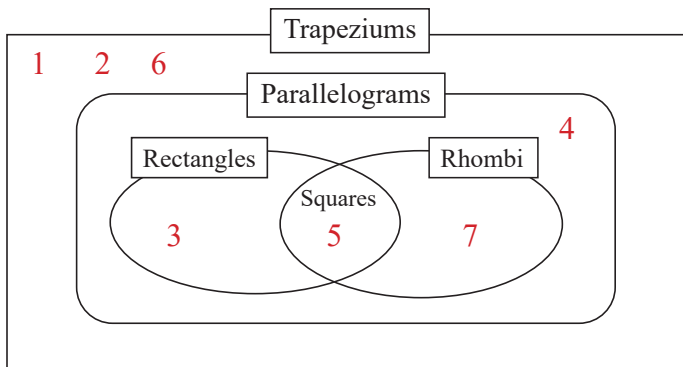 Trapeziums
1 2 6
Parallelograms
4
Rectangles
Rhombi
Squares
3 5 7